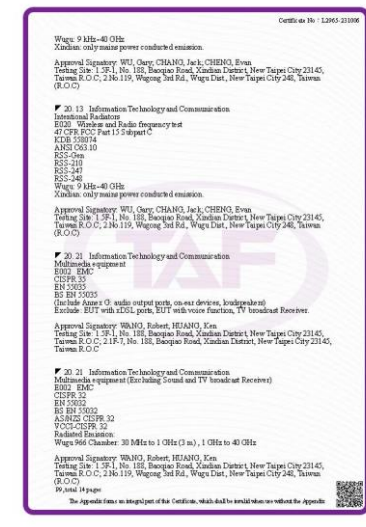 Certificate No : L2965-231006
Wugu: 9 kHz~40 GHz
Xindian: only mains power conducted emission.
Approval Signatory: WU, Gary; CHANG, Jack; CHENG, Evan
Testing Site: 1.5F-1, No. 188, Baoqiao Road, Xindian District, New Taipei City 23145,
Taiwan R.O.C; 2.No.119, Wugong 3rd Rd., Wugu Dist., New Taipei City 248, Taiwan
(R.O.C)
◤ 20. 13 Information Technology and Communication
Intentional Radiators
E020 Wireless and Radio frequency test
47 CFR FCC Part 15 Subpart C
KDB 558074
ANSI C63.10
RSS-Gen
RSS-210
RSS-247
RSS-248
Wugu: 9 kHz~40 GHz
Xindian: only mains power conducted emission.
Approval Signatory: WU, Gary; CHANG, Jack; CHENG, Evan
Testing Site: 1.5F-1, No. 188, Baoqiao Road, Xindian District, New Taipei City 23145,
Taiwan R.O.C; 2.No.119, Wugong 3rd Rd., Wugu Dist., New Taipei City 248, Taiwan
(R.O.C)
TAF
◤ 20. 21 Information Technology and Communication
Multimedia equipment
E002 EMC
CISPR 35
EN 55035
BS EN 55035
(Include Annex G: audio output ports, on-ear devices, loudspeakers)
Exclude: EUT with xDSL ports, EUT with voice function, TV broadcast Receiver.
Approval Signatory: WANG, Robert; HUANG, Ken
Testing Site: 1.5F-1, No. 188, Baoqiao Road, Xindian District, New Taipei City 23145,
Taiwan R.O.C; 2.1F-7, No. 188, Baoqiao Road, Xindian District, New Taipei City 23145,
Taiwan R.O.C
◤ 20. 21 Information Technology and Communication
Multimedia equipment (Excluding Sound and TV broadcast Receiver)
E002 EMC
CISPR 32
EN 55032
BS EN 55032
AS/NZS CISPR 32
VCCI-CISPR 32
Radiated Emission:
Wugu 966 Chamber: 30 MHz to 1 GHz (3 m) , 1 GHz to 40 GHz
Approval Signatory: WANG, Robert; HUANG, Ken
Testing Site: 1.5F-1, No. 188, Baoqiao Road, Xindian District, New Taipei City 23145,
Taiwan R.O.C; 2.No.119, Wugong 3rd Rd., Wugu Dist., New Taipei City 248, Taiwan
(R.O.C)
P9, total 14 pages
The Appendix forms an integral part of this Certificate, which shall be invalid when use without the Appendix